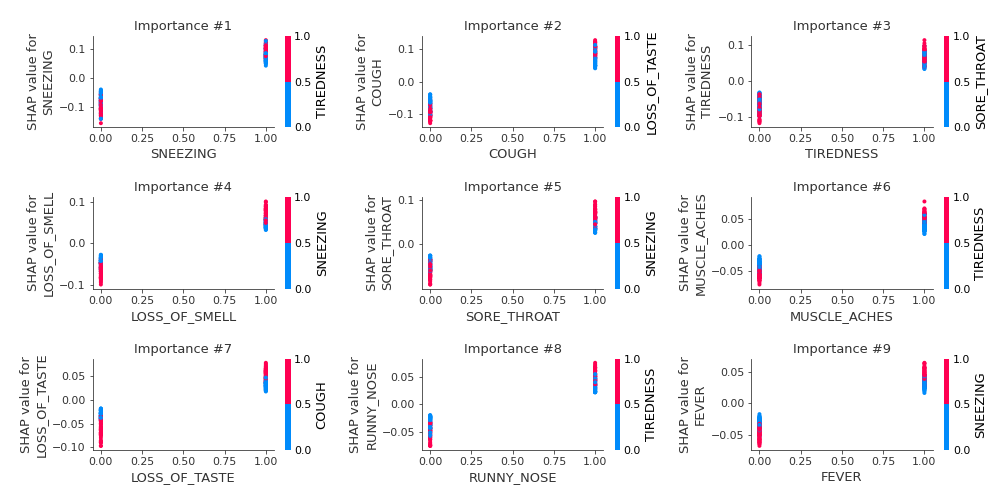 Importance #1
SHAP value for
SNEEZING
0.1
0.0
−0.1
0.00 0.25 0.50 0.75 1.00
SNEEZING
1.0
0.5
0.0
TIREDNESS
Importance #2
SHAP value for
COUGH
0.1
0.0
−0.1
0.00 0.25 0.50 0.75 1.00
COUGH
1.0
0.5
0.0
LOSS_OF_TASTE
Importance #3
SHAP value for
TIREDNESS
0.1
0.0
−0.1
0.00 0.25 0.50 0.75 1.00
TIREDNESS
1.0
0.5
0.0
SORE_THROAT
Importance #4
SHAP value for
LOSS_OF_SMELL
0.1
0.0
−0.1
0.00 0.25 0.50 0.75 1.00
LOSS_OF_SMELL
1.0
0.5
0.0
SNEEZING
Importance #5
SHAP value for
SORE_THROAT
0.1
0.0
0.00 0.25 0.50 0.75 1.00
SORE_THROAT
1.0
0.5
0.0
SNEEZING
Importance #6
SHAP value for
MUSCLE_ACHES
0.05
0.00
−0.05
0.00 0.25 0.50 0.75 1.00
MUSCLE_ACHES
1.0
0.5
0.0
TIREDNESS
Importance #7
SHAP value for
LOSS_OF_TASTE
0.05
0.00
−0.05
−0.10
0.00 0.25 0.50 0.75 1.00
LOSS_OF_TASTE
1.0
0.5
0.0
COUGH
Importance #8
SHAP value for
RUNNY_NOSE
0.05
0.00
−0.05
0.00 0.25 0.50 0.75 1.00
RUNNY_NOSE
1.0
0.5
0.0
TIREDNESS
Importance #9
SHAP value for
FEVER
0.05
0.00
−0.05
0.00 0.25 0.50 0.75 1.00
FEVER
1.0
0.5
0.0
SNEEZING